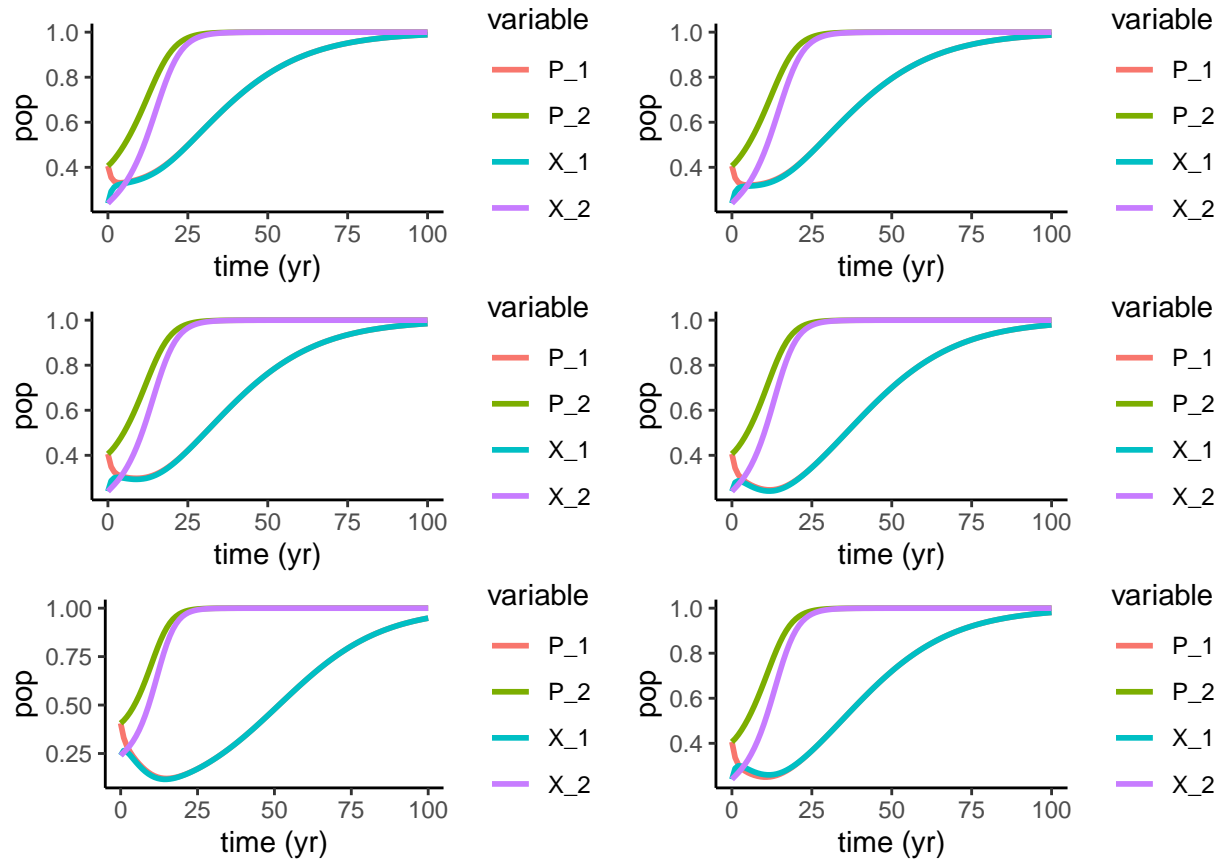 variable
1.0
0.8
0.6
0.4
pop
0 25 50 75 100
time (yr)
P_1
P_2
X_1
X_2
variable
1.0
0.8
0.6
0.4
pop
0 25 50 75 100
time (yr)
P_1
P_2
X_1
X_2
variable
1.0
0.8
0.6
0.4
pop
0 25 50 75 100
time (yr)
P_1
P_2
X_1
X_2
variable
1.0
0.8
0.6
0.4
pop
0 25 50 75 100
time (yr)
P_1
P_2
X_1
X_2
variable
1.00
0.75
0.50
0.25
pop
0 25 50 75 100
time (yr)
P_1
P_2
X_1
X_2
variable
1.0
0.8
0.6
0.4
pop
0 25 50 75 100
time (yr)
P_1
P_2
X_1
X_2